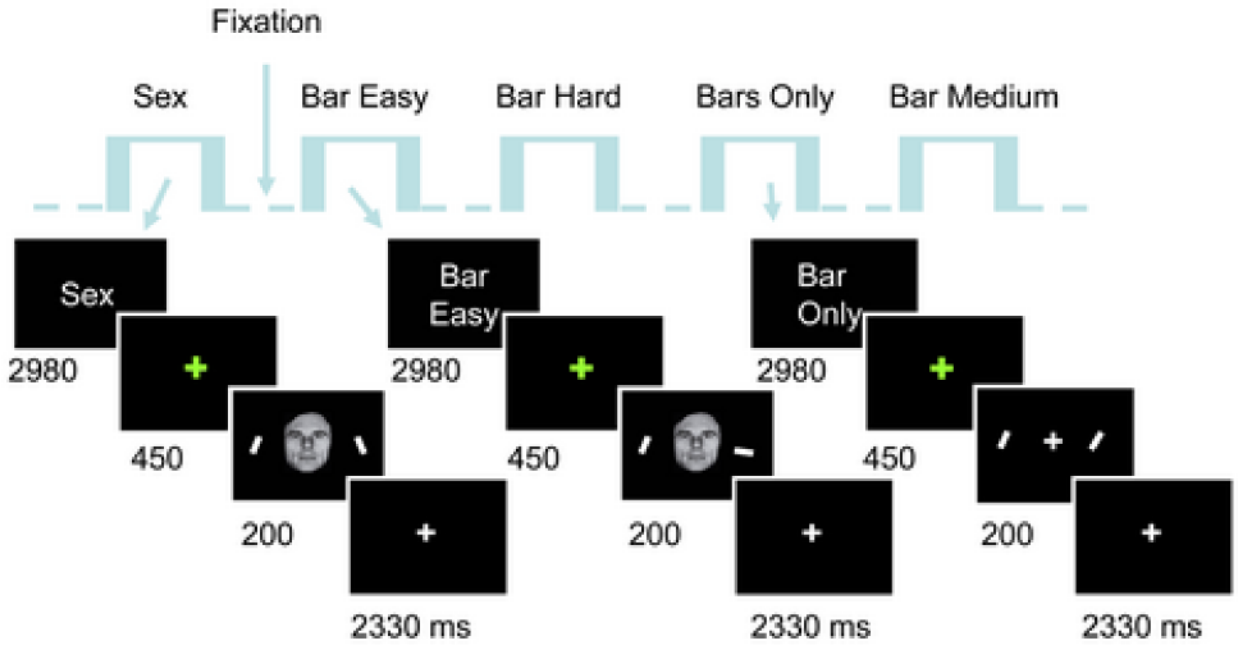 Fixation
Sex
Bar Easy
Bar Hard
Bars Only
Bar Medium
Sex
Bar
Easy
Bar
Only
2980
2980
2980
450
450
450
200
200
200
2330 ms
2330 ms
2330 ms